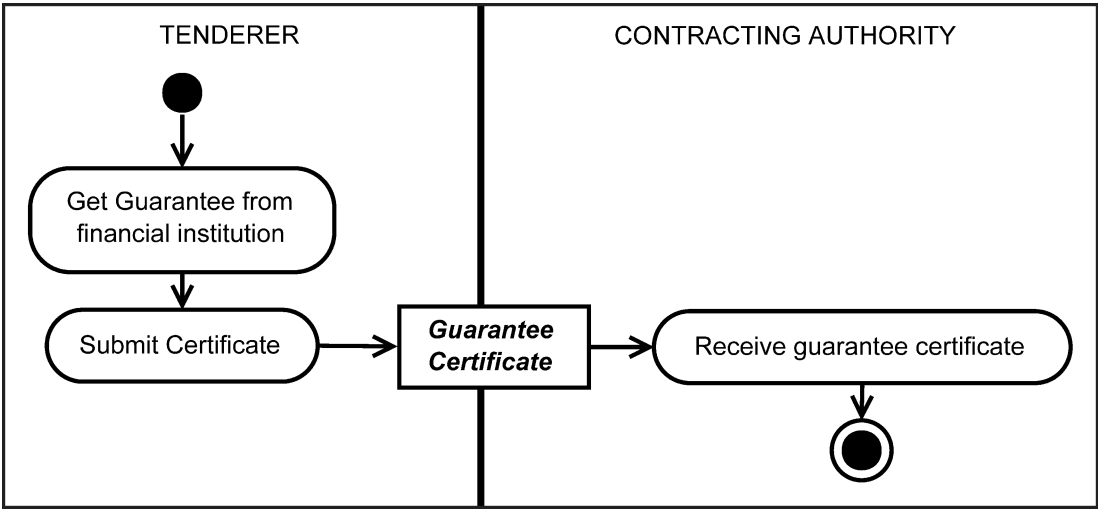 TENDERER
CONTRACTING AUTHORITY
Get Guarantee from
financial institution
Submit Certificate
Guarantee
Certificate
Receive guarantee certificate